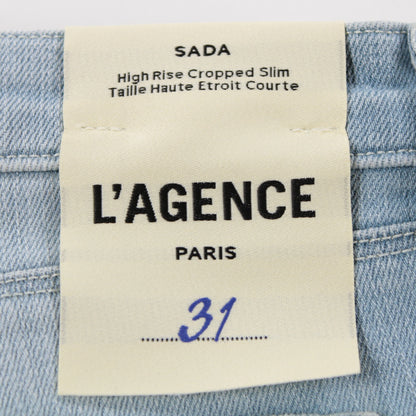 SADA
High Rise Cropped Slim
Taille Haute Etroit Courte
L'AGENCE
PARIS
31